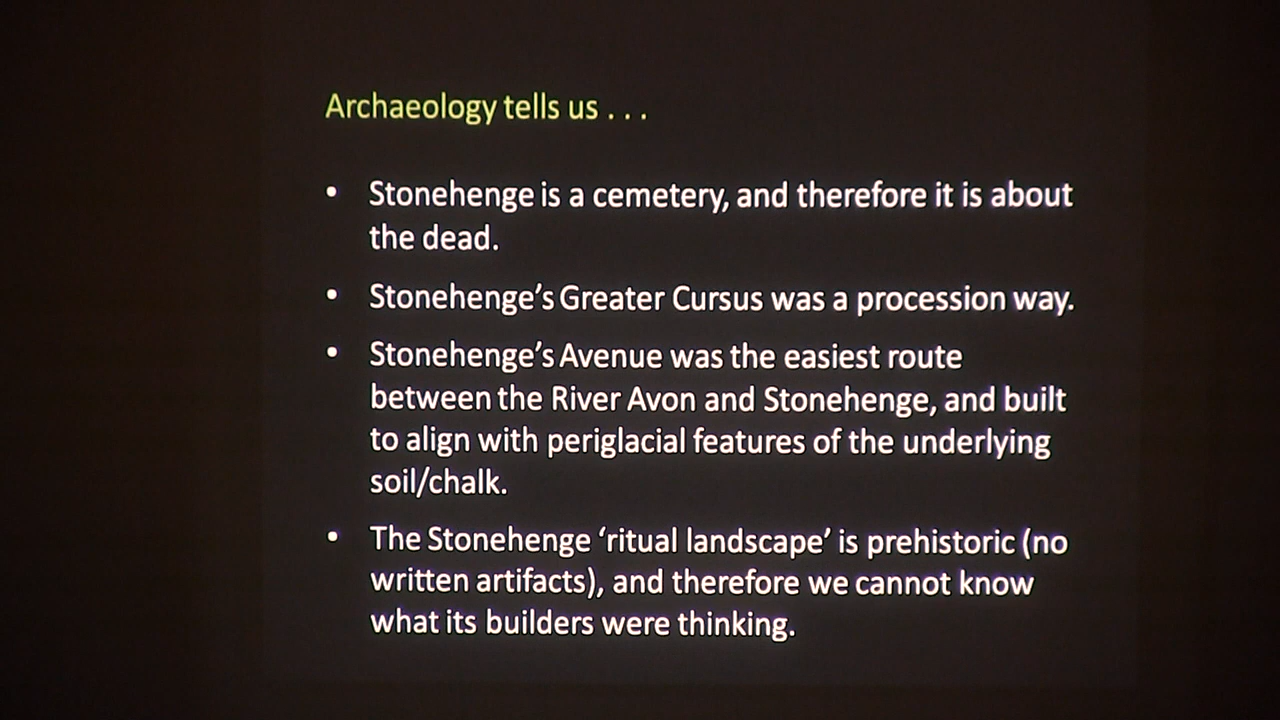 Archaeology tells us . . .
• Stonehenge is a cemetery, and therefore it is about
the dead.
• Stonehenge’s Greater Cursus was a procession way.
• Stonehenge’s Avenue was the easiest route
between the River Avon and Stonehenge, and built
to align with periglacial features of the underlying
soil/chalk.
• The Stonehenge ‘ritual landscape’ is prehistoric (no
written artifacts), and therefore we cannot know
what its builders were thinking.